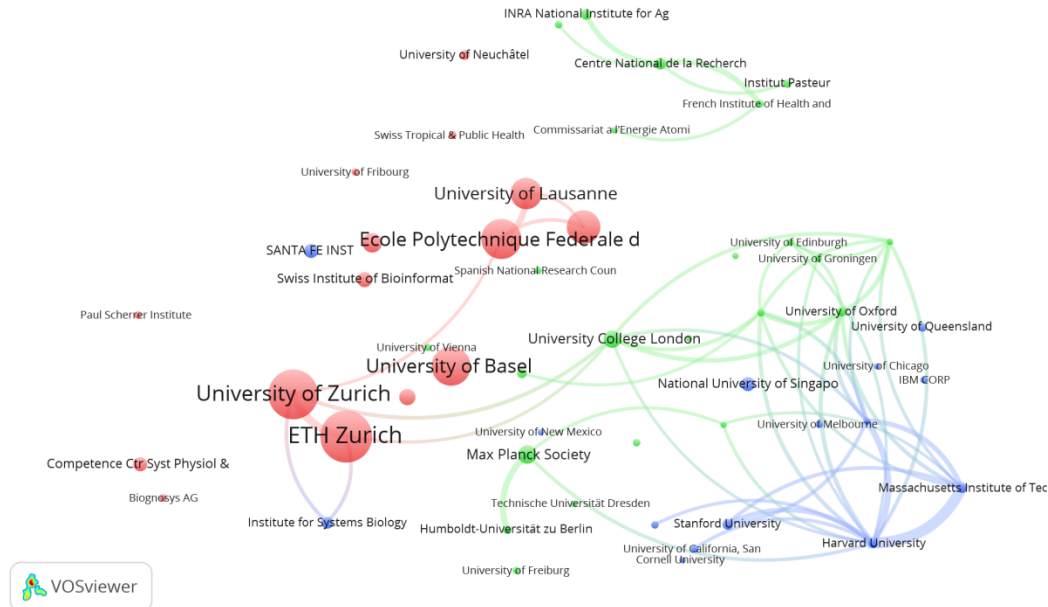 INRA National Institute for Ag
University of Neuchâtel
Centre National de la Recherch
Institut Pasteur
French Institute of Health and
Commissariat a l'Energie Atomi
Swiss Tropical & Public Health
University of Fribourg
University of Lausanne
Ecole Polytechnique Federale d
SANTA FE INST
University of Edinburgh
University of Groningen
Spanish National Research Coun
Swiss Institute of Bioinformat
Paul Scherrer Institute
University of Oxford
University of Queensland
University College London
University of Vienna
University of Basel
University of Chicago
IBM CORP
National University of Singapo
University of Zurich
University of Melbourne
University of New Mexico
ETH Zurich
Max Planck Society
Competence Ctr Syst Physiol &
Massachusetts Institute of Tec
Biognosys AG
Technische Universität Dresden
Institute for Systems Biology
Humboldt-Universität zu Berlin
Stanford University
Harvard University
University of California, San
Cornell University
University of Freiburg
VOSviewer